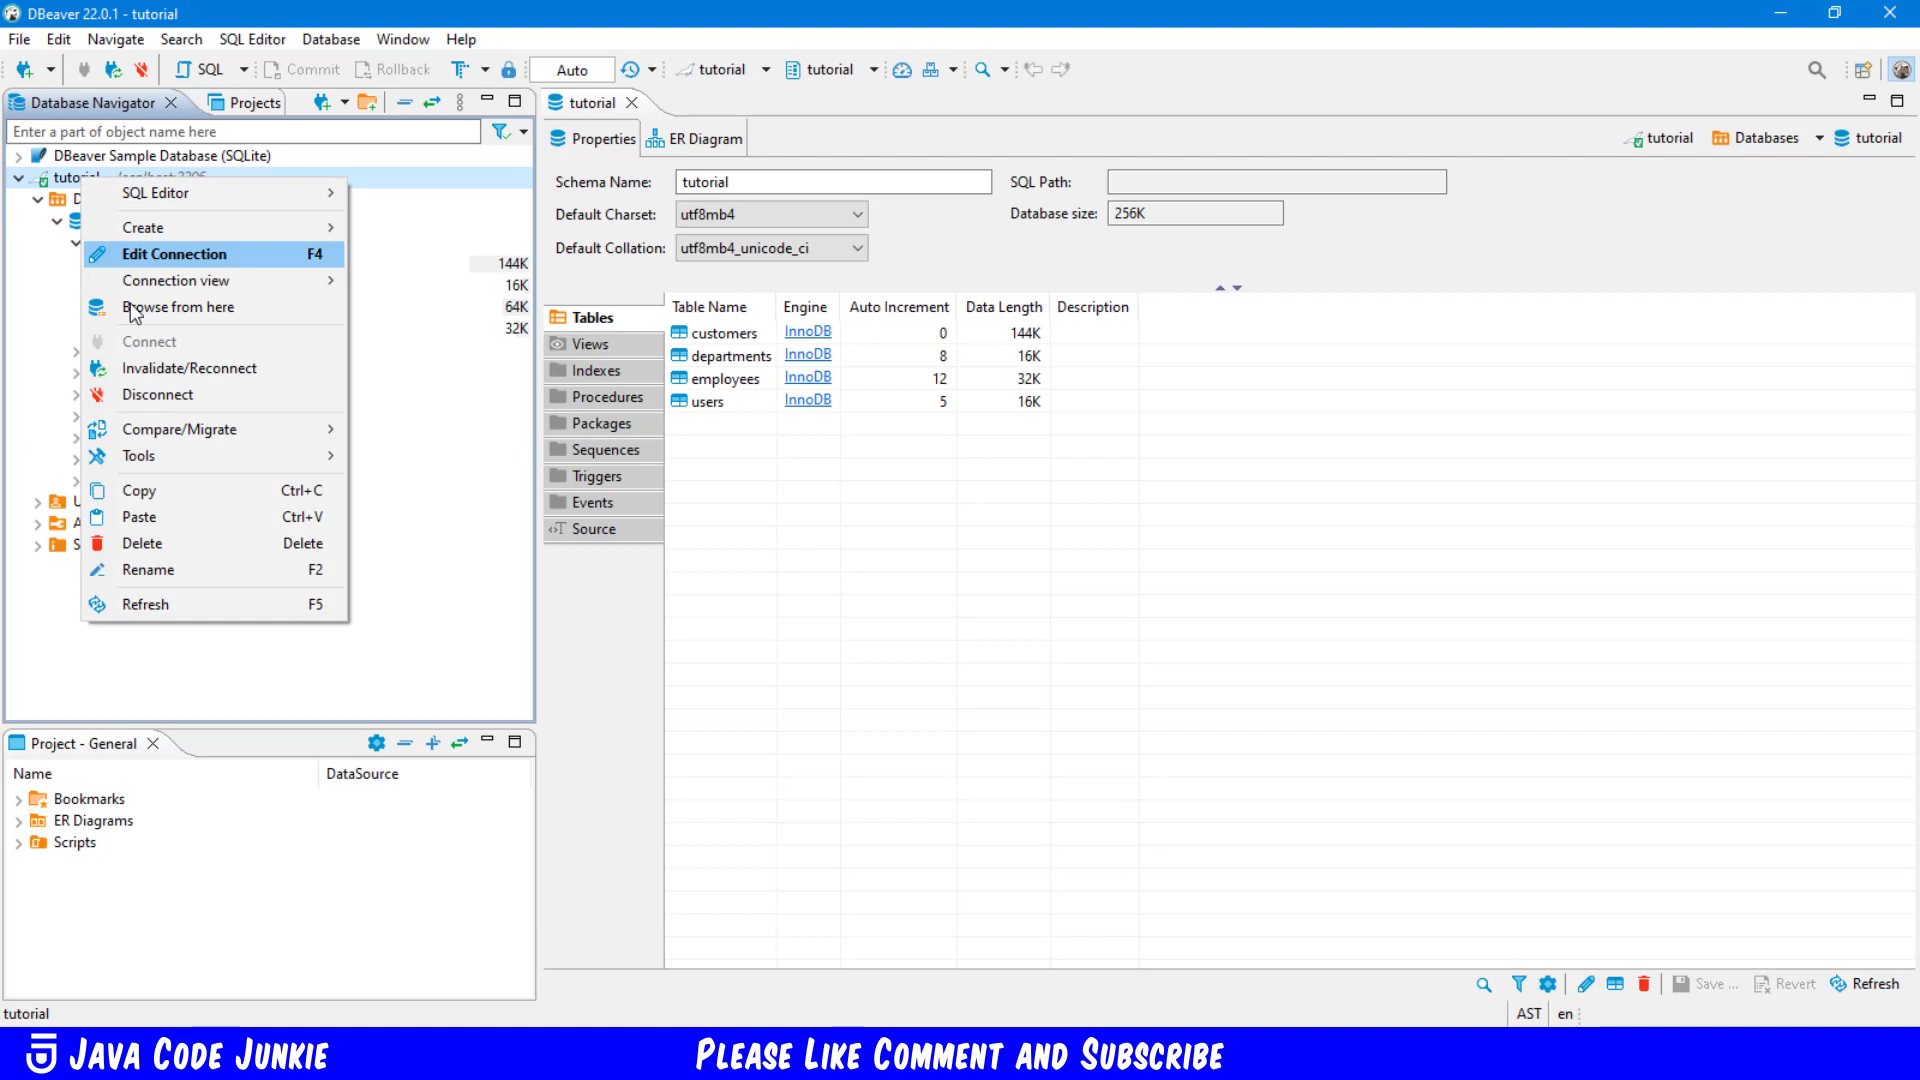 DBeaver 22.0.1 - tutorial
File Edit Navigate Search SQL Editor Database Window Help
SQL Commit Rollback Auto tutorial tutorial
Database Navigator Projects
Enter a part of object name here
DBeaver Sample Database (SQLite)
SQL Editor
Create
Edit Connection F4
Connection view
Browse from here
Connect
Invalidate/Reconnect
Disconnect
Compare/Migrate
Tools
Copy Ctrl+C
Paste Ctrl+V
Delete Delete
Rename F2
Refresh F5
144K
16K
64K
32K
Project - General
Name DataSource
Bookmarks
ER Diagrams
Scripts
tutorial
Properties ER Diagram
tutorial Databases tutorial
Schema Name: tutorial SQL Path:
Default Charset: utf8mb4 Database size: 256K
Default Collation: utf8mb4_unicode_ci
Tables
Views
Indexes
Procedures
Packages
Sequences
Triggers
Events
Source
Table Name Engine Auto Increment Data Length Description
customers InnoDB 0 144K
departments InnoDB 8 16K
employees InnoDB 12 32K
users InnoDB 5 16K
Save ... Revert Refresh
tutorial AST en
JAVA CODE JUNKIE
PLEASE LIKE COMMENT AND SUBSCRIBE